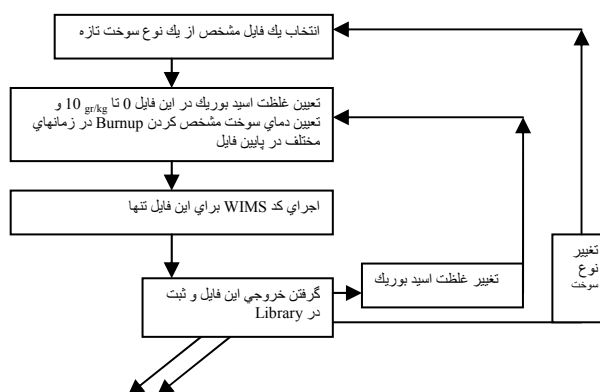 انتخاب يك فايل مشخص از يك نوع سوخت تازه
تعيين غلظت اسيد بوريك در اين فايل 0 تا 10 gr/kg و
تعيين دماي سوخت مشخص كردن Burnup در زمانهاي
مختلف در پايين فايل
اجراي كد WIMS براي اين فايل تنها
گرفتن خروجي اين فايل و ثبت
در Library
تغيير غلظت اسيد بوريك
تغيير
نوع
سوخت